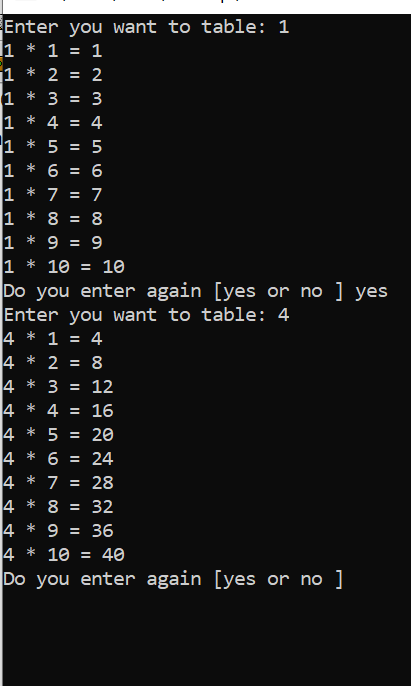 Enter you want to table: 1
1 * 1 = 1
1 * 2 = 2
1 * 3 = 3
1 * 4 = 4
1 * 5 = 5
1 * 6 = 6
1 * 7 = 7
1 * 8 = 8
1 * 9 = 9
1 * 10 = 10
Do you enter again [yes or no ] yes
Enter you want to table: 4
4 * 1 = 4
4 * 2 = 8
4 * 3 = 12
4 * 4 = 16
4 * 5 = 20
4 * 6 = 24
4 * 7 = 28
4 * 8 = 32
4 * 9 = 36
4 * 10 = 40
Do you enter again [yes or no ]